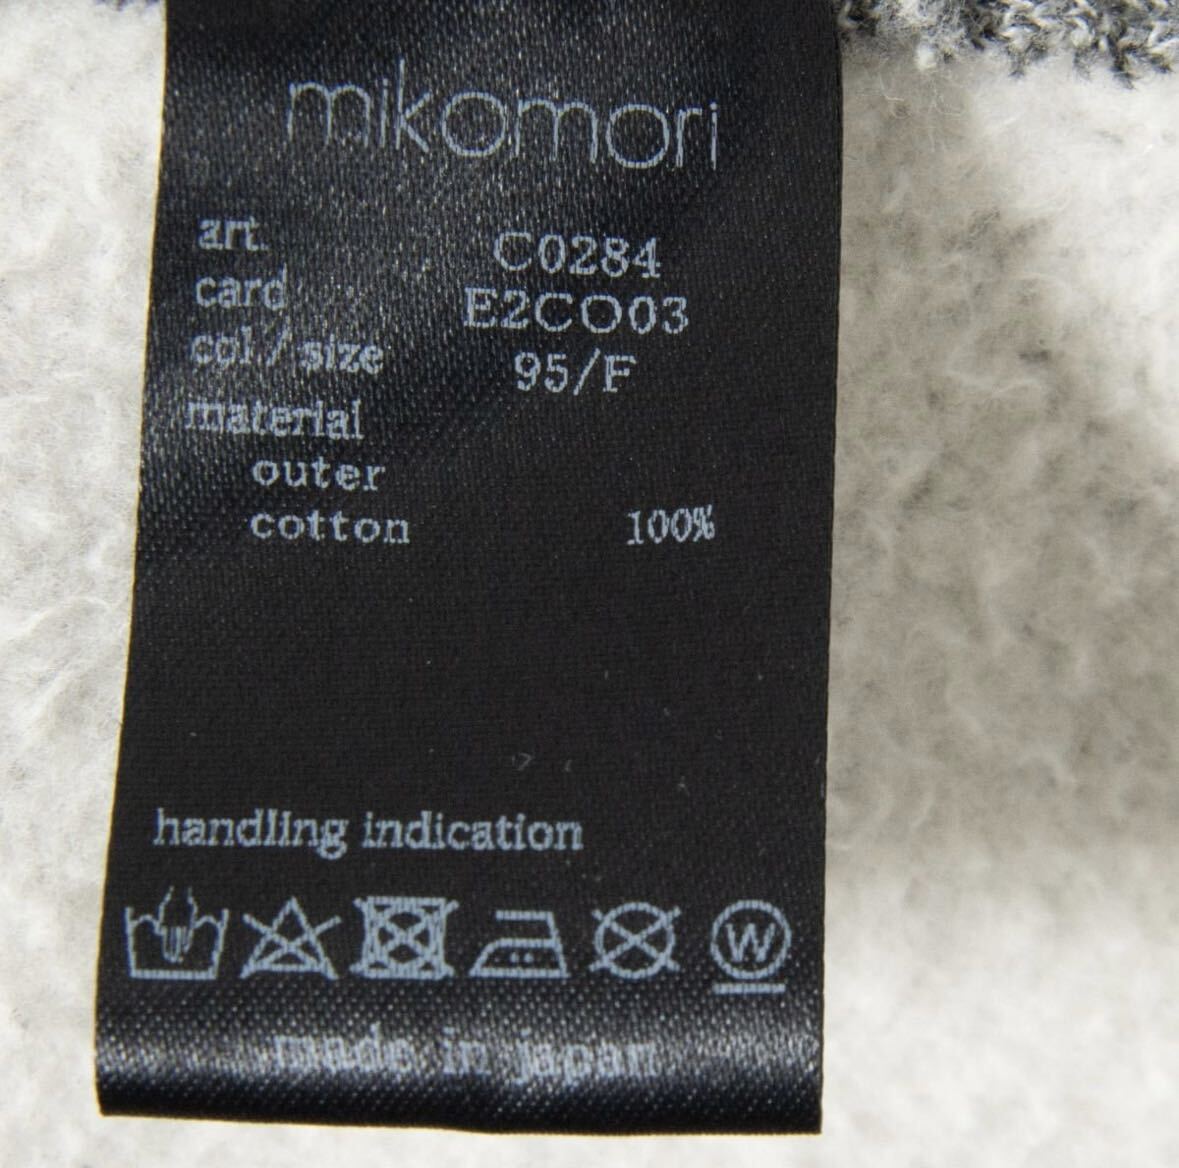 mikomori
art. C0284
card E2CO03
col / size 95/F
material
outer
cotton 100%
handling indication
W
made in japan